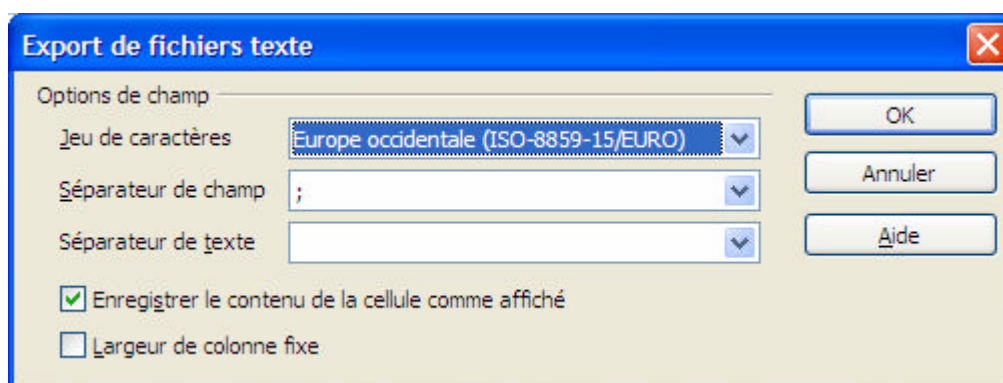 Export de fichiers texte
Options de champ
Jeu de caractères Europe occidentale (ISO-8859-15/EURO)
Séparateur de champ ;
Séparateur de texte
Enregistrer le contenu de la cellule comme affiché
Largeur de colonne fixe
OK
Annuler
Aide